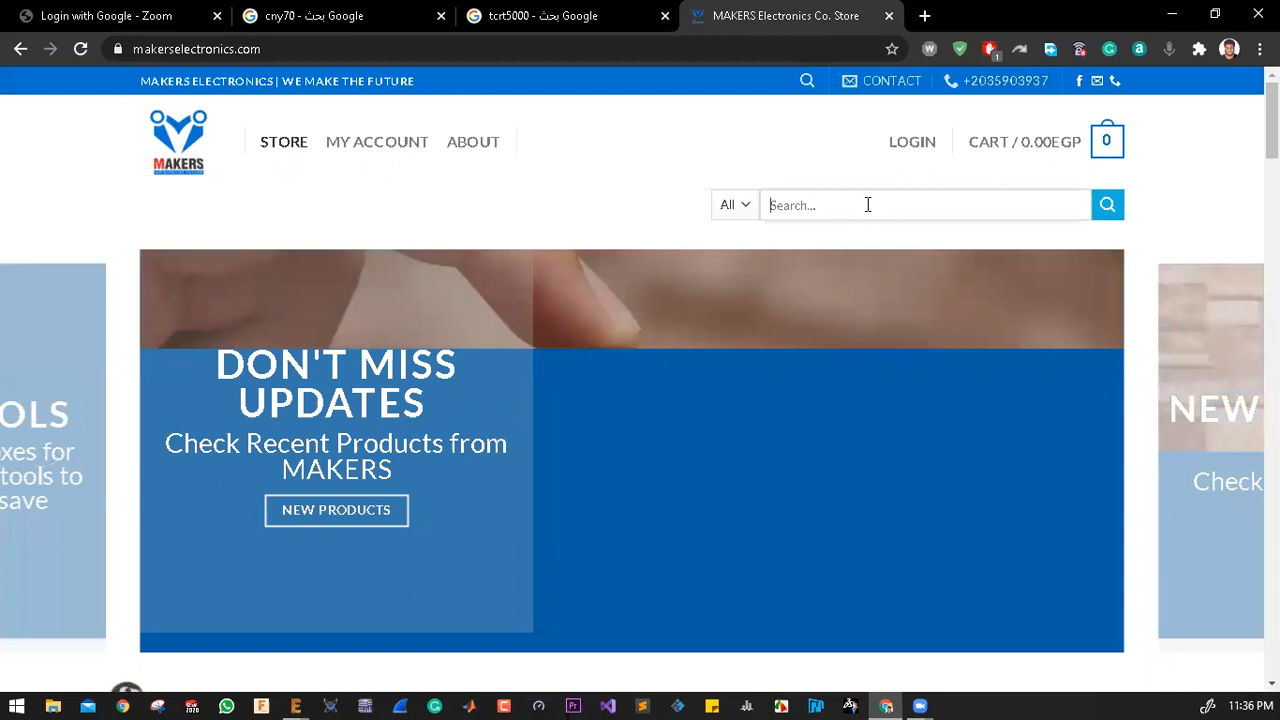 Login with Google - Zoom
cny70 - بحث Google
tcrt5000 - بحث Google
MAKERS Electronics Co. Store
makerselectronics.com
1
MAKERS ELECTRONICS | WE MAKE THE FUTURE
CONTACT
+2035903937
MAKERS
STORE
MY ACCOUNT
ABOUT
LOGIN
CART / 0.00EGP
0
All
Search...
DON'T MISS
UPDATES
Check Recent Products from
MAKERS
NEW PRODUCTS
OLS
oxes for
tools to
save
NEW
Check
11:36 PM